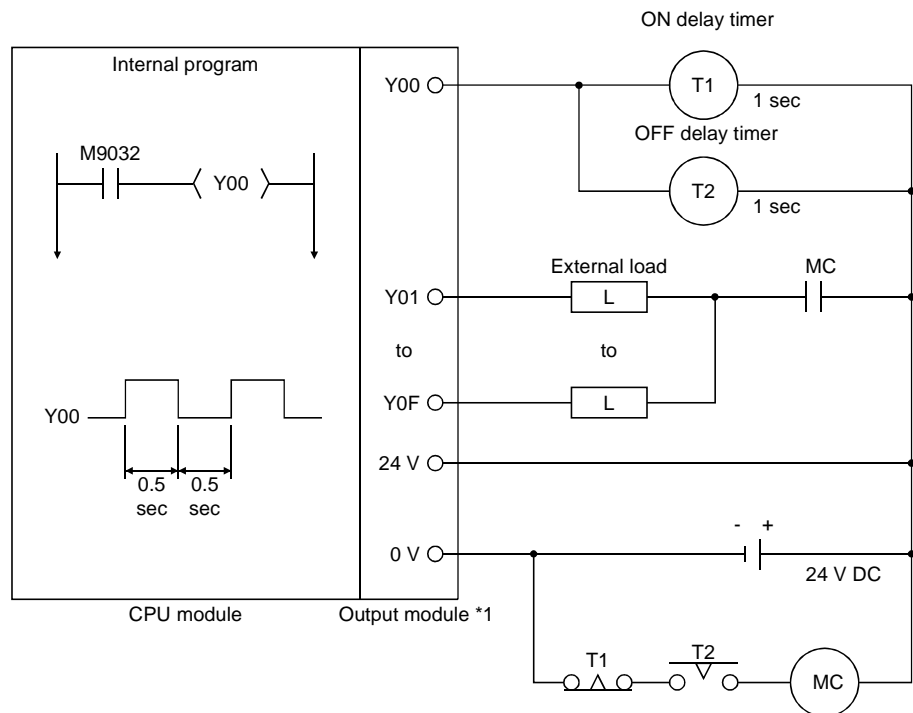 ON delay timer
Internal program
Y00
T1
1 sec
OFF delay timer
M9032
Y00
T2
1 sec
External load
MC
Y01
L
to
to
Y00
Y0F
L
0.5
sec
0.5
sec
24 V
0 V
- +
24 V DC
CPU module
Output module *1
T1
T2
MC